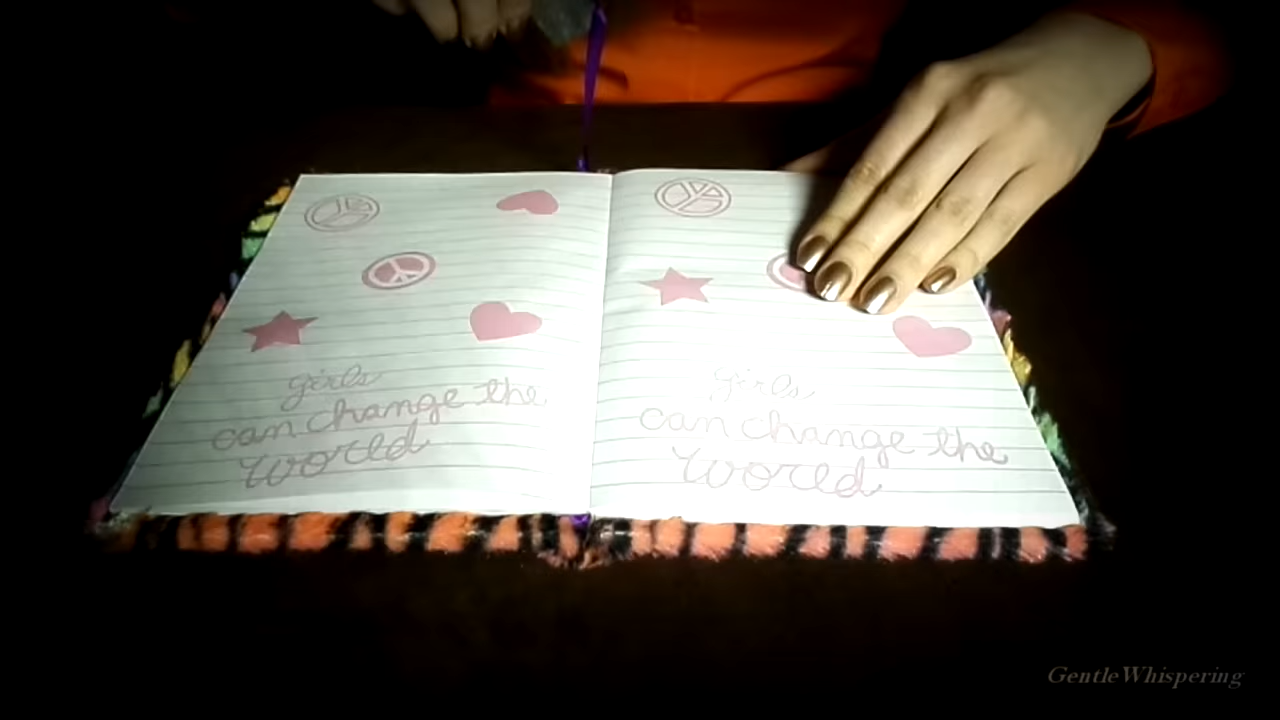 girls
can change the
world
girls
can change the
world
GentleWhispering